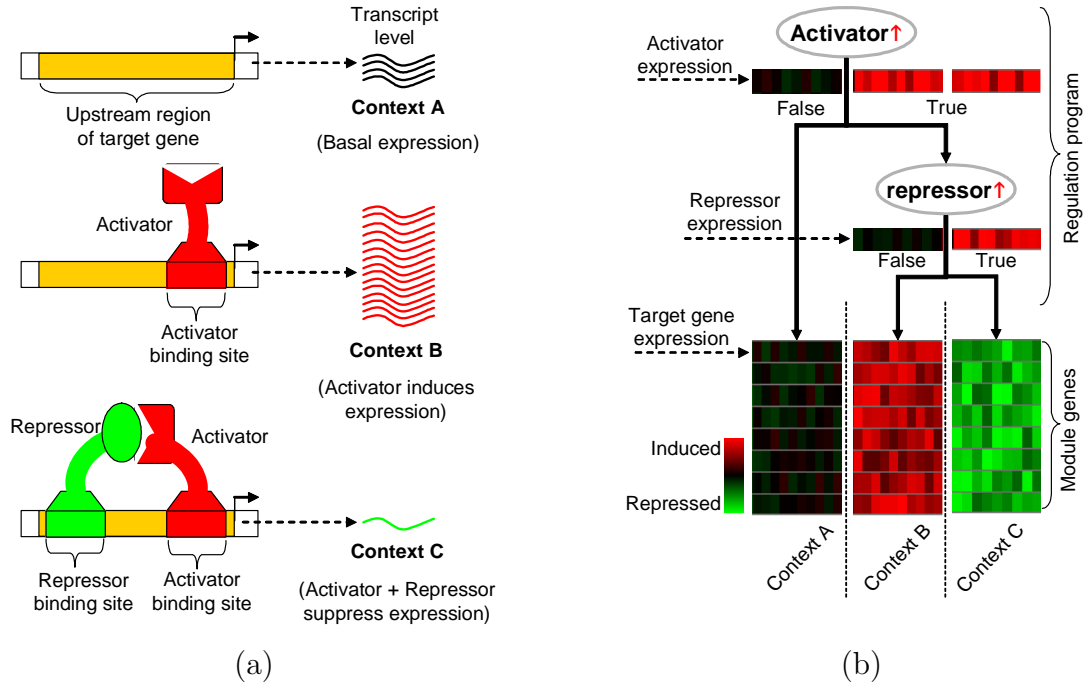 Transcript
level
Upstream region
of target gene
Context A
(Basal expression)
Activator
Activator
binding site
Context B
(Activator induces
expression)
Repressor
Activator
Repressor
binding site
Activator
binding site
Context C
(Activator + Repressor
suppress expression)
(a)
Activator↑
Activator
expression
False
True
repressor↑
Repressor
expression
False
True
Target gene
expression
Induced
Repressed
Context A
Context B
Context C
Regulation program
Module genes
(b)